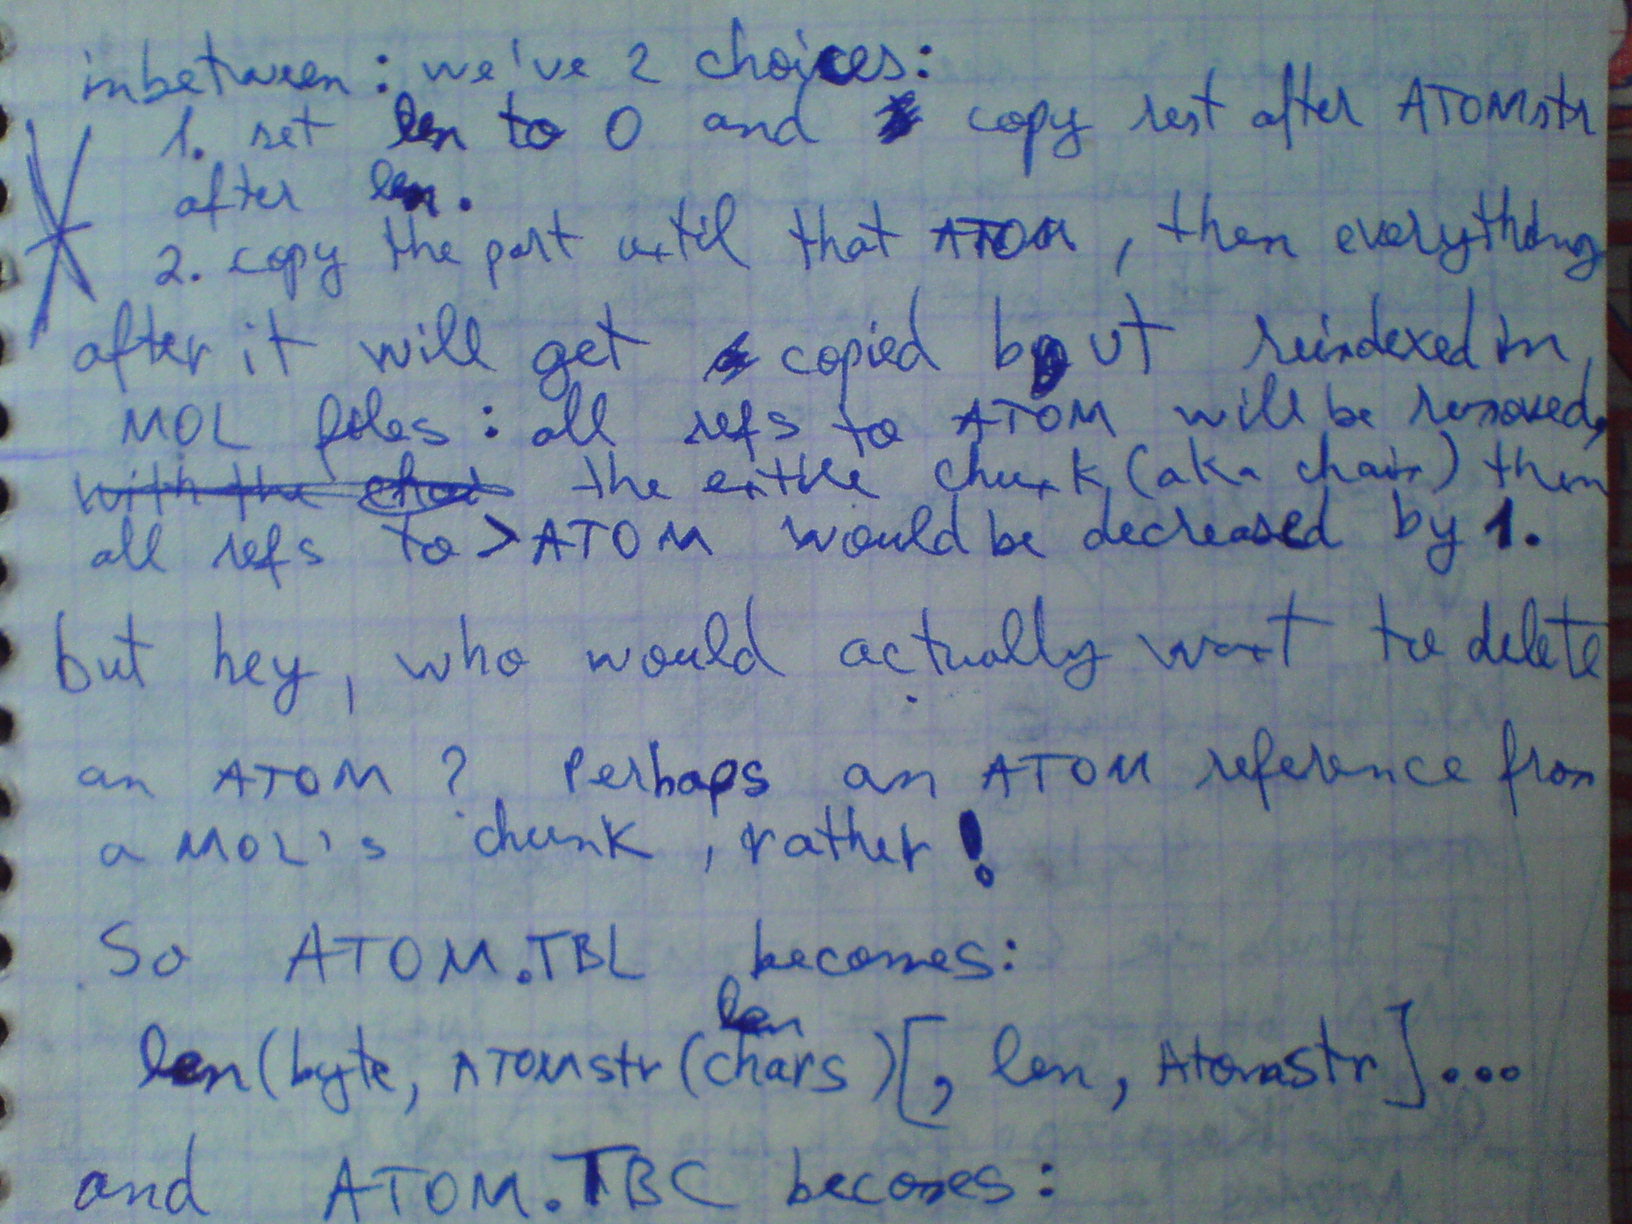 inbetween: we've 2 choices:
1. set len to 0 and copy rest after ATOMstr
after len.
2. copy the part until that ATOM, then everything
after it will get copied but reindexed in
MOL files: all refs to ATOM will be removed,
with the the entire chunk (aka chain) then
all refs to >ATOM would be decreased by 1.
but hey, who would actually want to delete
an ATOM? Perhaps an ATOM reference from
a MOL's chunk, rather!
So ATOM.TBL becomes:
len
len(byte, ATOMstr(chars)[, len, Atomstr]...
and ATOM.TBC becomes: